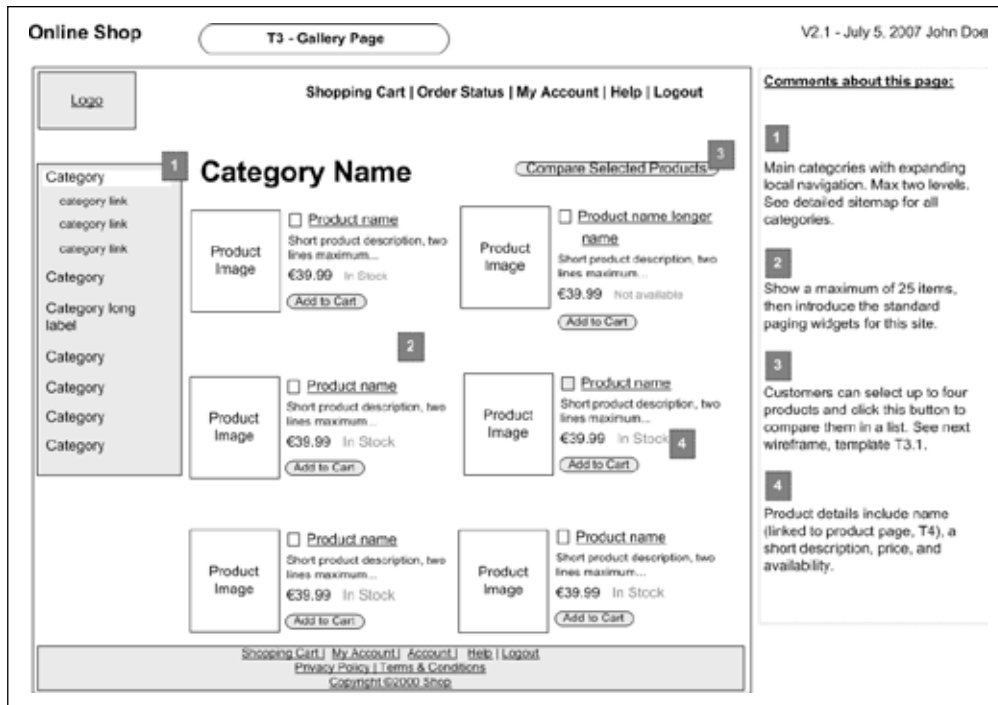 Online Shop
T3 - Gallery Page
V2.1 - July 5, 2007 John Doe
Logo
Shopping Cart | Order Status | My Account | Help | Logout
1
Category
category link
category link
category link
Category
Category long
label
Category
Category
Category
Category
Category Name
3
Compare Selected Products
Product
Image
Product name
Short product description, two
lines maximum...
€39.99 In Stock
Add to Cart
Product
Image
Product name longer
name
Short product description, two
lines maximum...
€39.99 Not available
Add to Cart
2
Product
Image
Product name
Short product description, two
lines maximum...
€39.99 In Stock
Add to Cart
Product
Image
Product name
Short product description, two
lines maximum...
€39.99 In Stock
4
Add to Cart
Product
Image
Product name
Short product description, two
lines maximum...
€39.99 In Stock
Add to Cart
Product
Image
Product name
Short product description, two
lines maximum...
€39.99 In Stock
Add to Cart
Shopping Cart | My Account | Account | Help | Logout
Privacy Policy | Terms & Conditions
Copyright ©2000 Shop
Comments about this page:
1
Main categories with expanding
local navigation. Max two levels.
See detailed sitemap for all
categories.
2
Show a maximum of 25 items,
then introduce the standard
paging widgets for this site.
3
Customers can select up to four
products and click this button to
compare them in a list. See next
wireframe, template T3.1.
4
Product details include name
(linked to product page, T4), a
short description, price, and
availability.